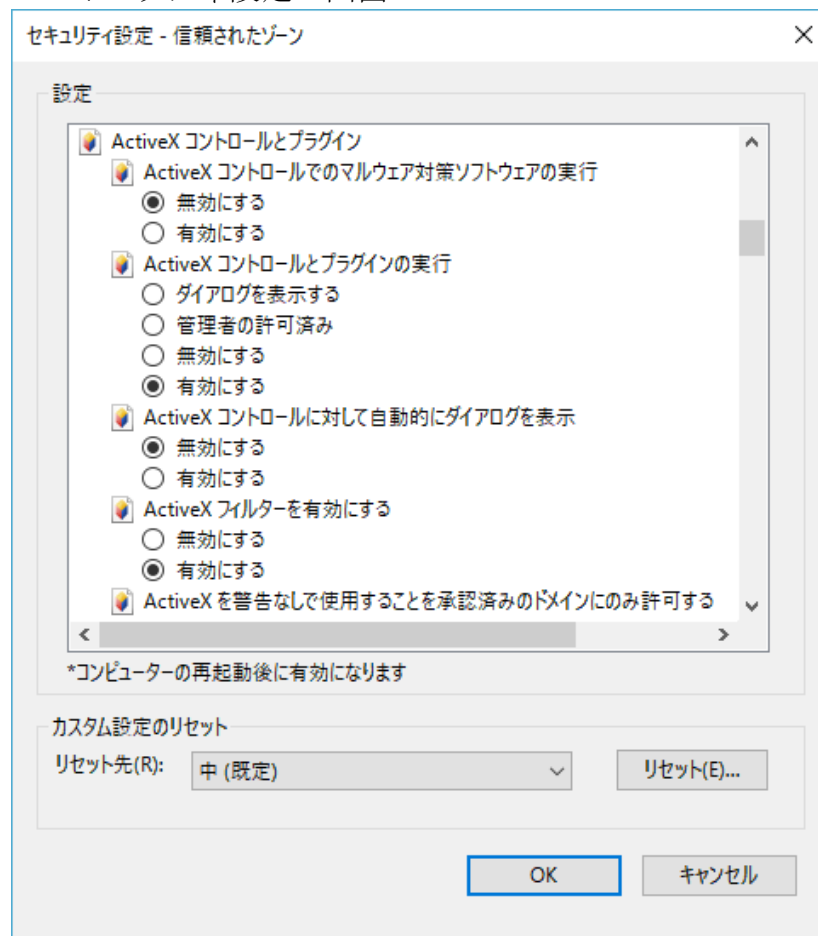 セキュリティ設定 - 信頼されたゾーン
設定
ActiveX コントロールとプラグイン
ActiveX コントロールでのマルウェア対策ソフトウェアの実行
無効にする
有効にする
ActiveX コントロールとプラグインの実行
ダイアログを表示する
管理者の許可済み
無効にする
有効にする
ActiveX コントロールに対して自動的にダイアログを表示
無効にする
有効にする
ActiveX フィルターを有効にする
無効にする
有効にする
ActiveX を警告なしで使用することを承認済みのドメインにのみ許可する
*コンピューターの再起動後に有効になります
カスタム設定のリセット
リセット先(R): 中 (既定) リセット(E)...
OK キャンセル